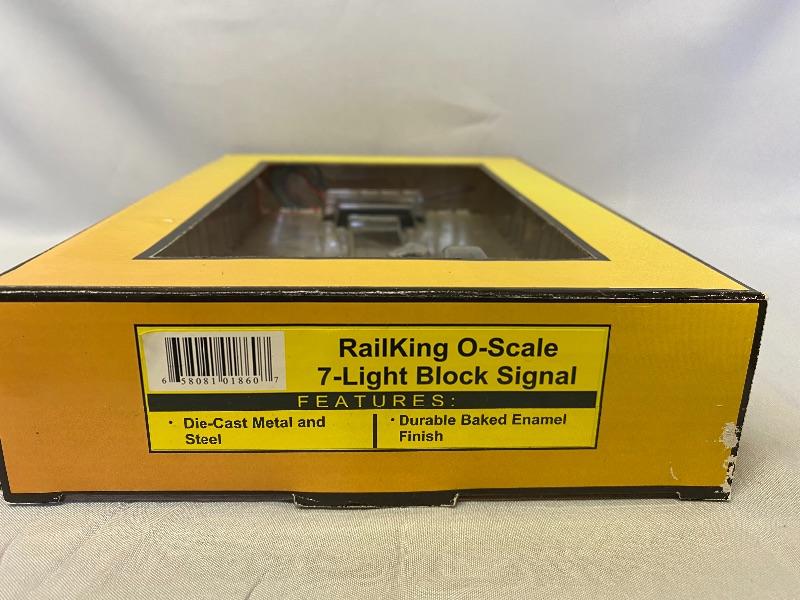 RailKing O-Scale
7-Light Block Signal
6 58081 01860 7
FEATURES:
· Die-Cast Metal and
Steel
· Durable Baked Enamel
Finish